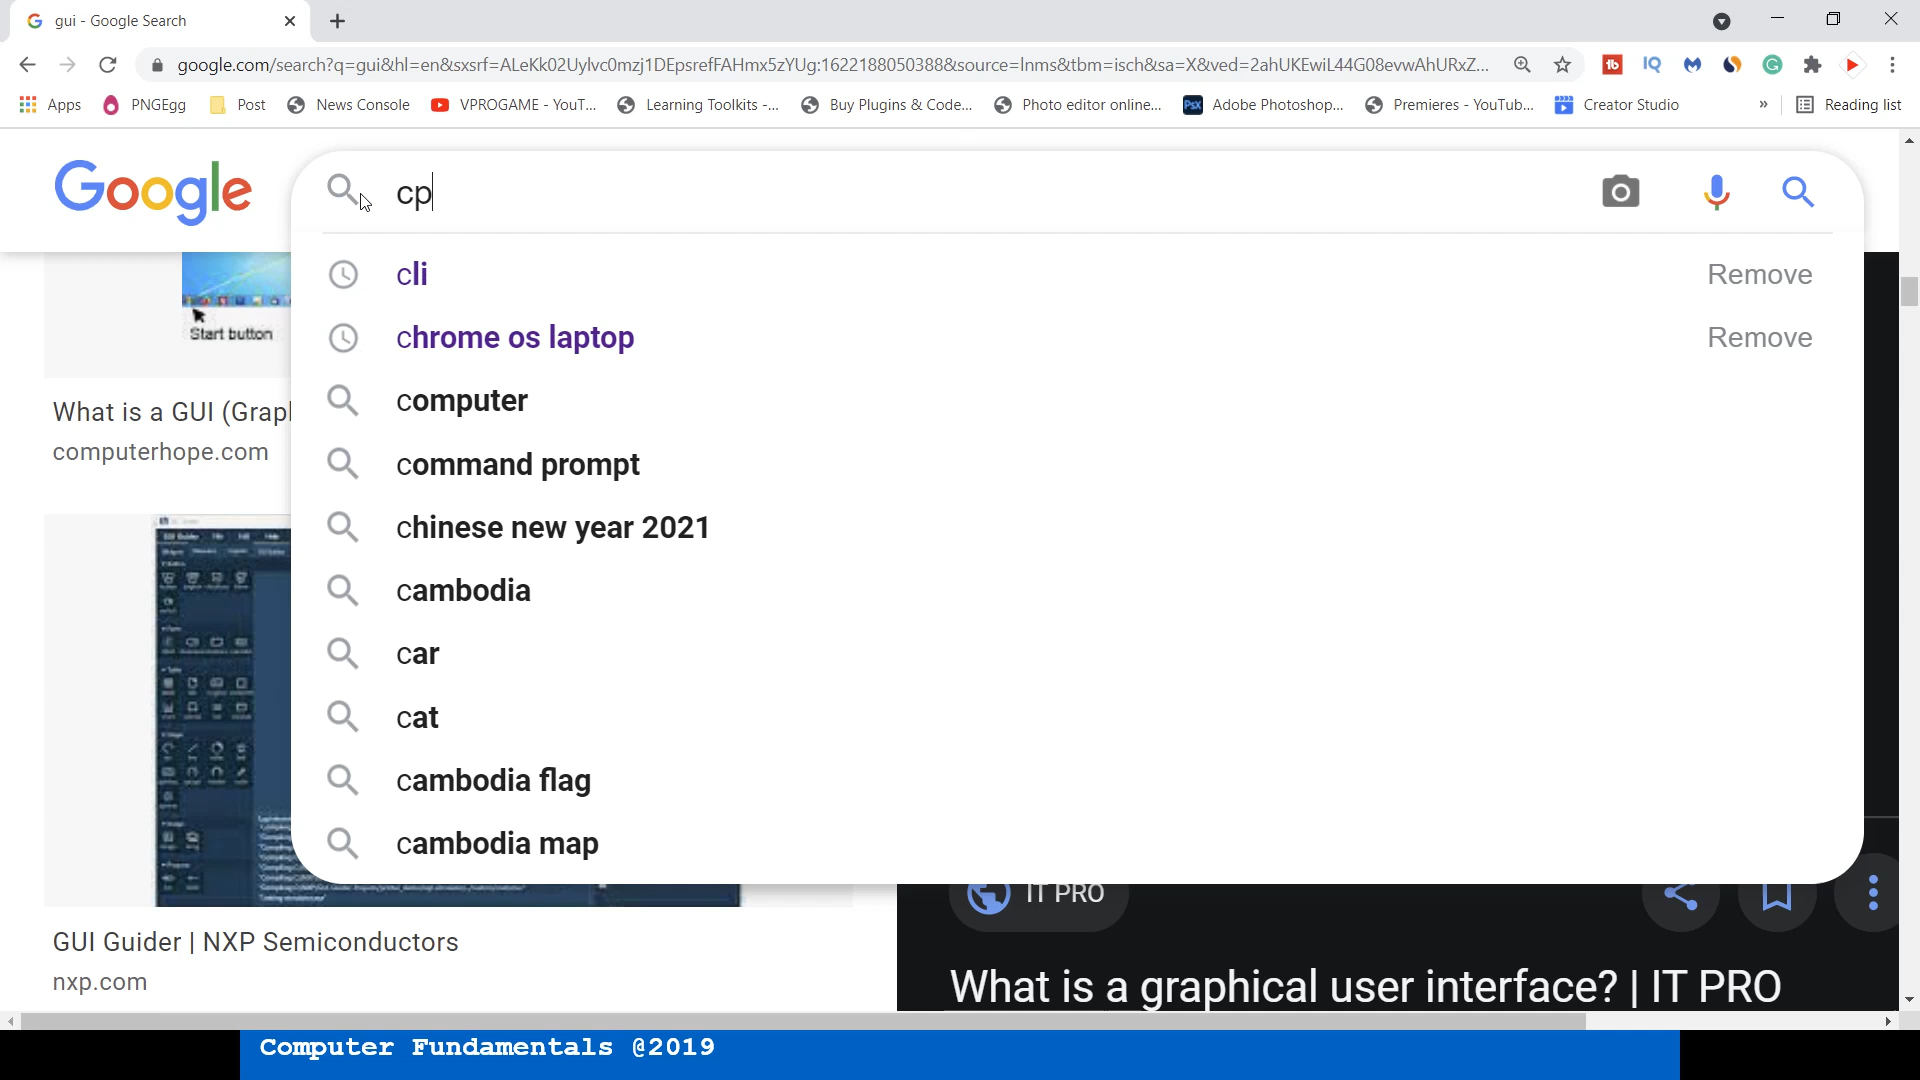 gui - Google Search
google.com/search?q=gui&hl=en&sxsrf=ALeKk02Uylvc0mzj1DEpsrefFAHmx5zYUg:1622188050388&source=lnms&tbm=isch&sa=X&ved=2ahUKEwiL44G08evwAhURxZ...
Apps PNGEgg Post News Console VPROGAME - YouT... Learning Toolkits -... Buy Plugins & Code... Photo editor online... Adobe Photoshop... Premieres - YouTub... Creator Studio » Reading list
Google
cp
cli Remove
chrome os laptop Remove
computer
command prompt
chinese new year 2021
cambodia
car
cat
cambodia flag
cambodia map
Start button
What is a GUI (Grap
computerhope.com
GUI Guider | NXP Semiconductors
nxp.com
IT PRO
What is a graphical user interface? | IT PRO
Computer Fundamentals @2019